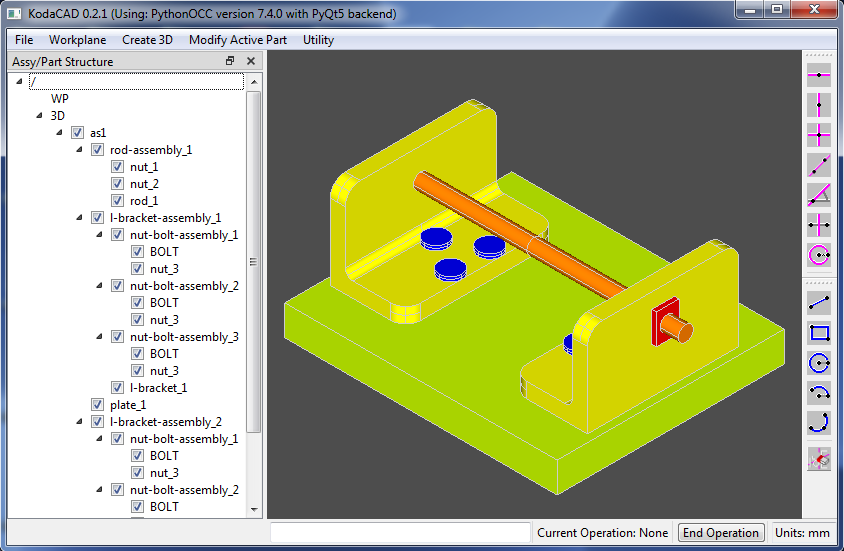 KodaCAD 0.2.1 (Using: PythonOCC version 7.4.0 with PyQt5 backend)
File Workplane Create 3D Modify Active Part Utility
Assy/Part Structure
/
WP
3D
as1
rod-assembly_1
nut_1
nut_2
rod_1
l-bracket-assembly_1
nut-bolt-assembly_1
BOLT
nut_3
nut-bolt-assembly_2
BOLT
nut_3
nut-bolt-assembly_3
BOLT
nut_3
l-bracket_1
plate_1
l-bracket-assembly_2
nut-bolt-assembly_1
BOLT
nut_3
nut-bolt-assembly_2
BOLT
Current Operation: None End Operation Units: mm